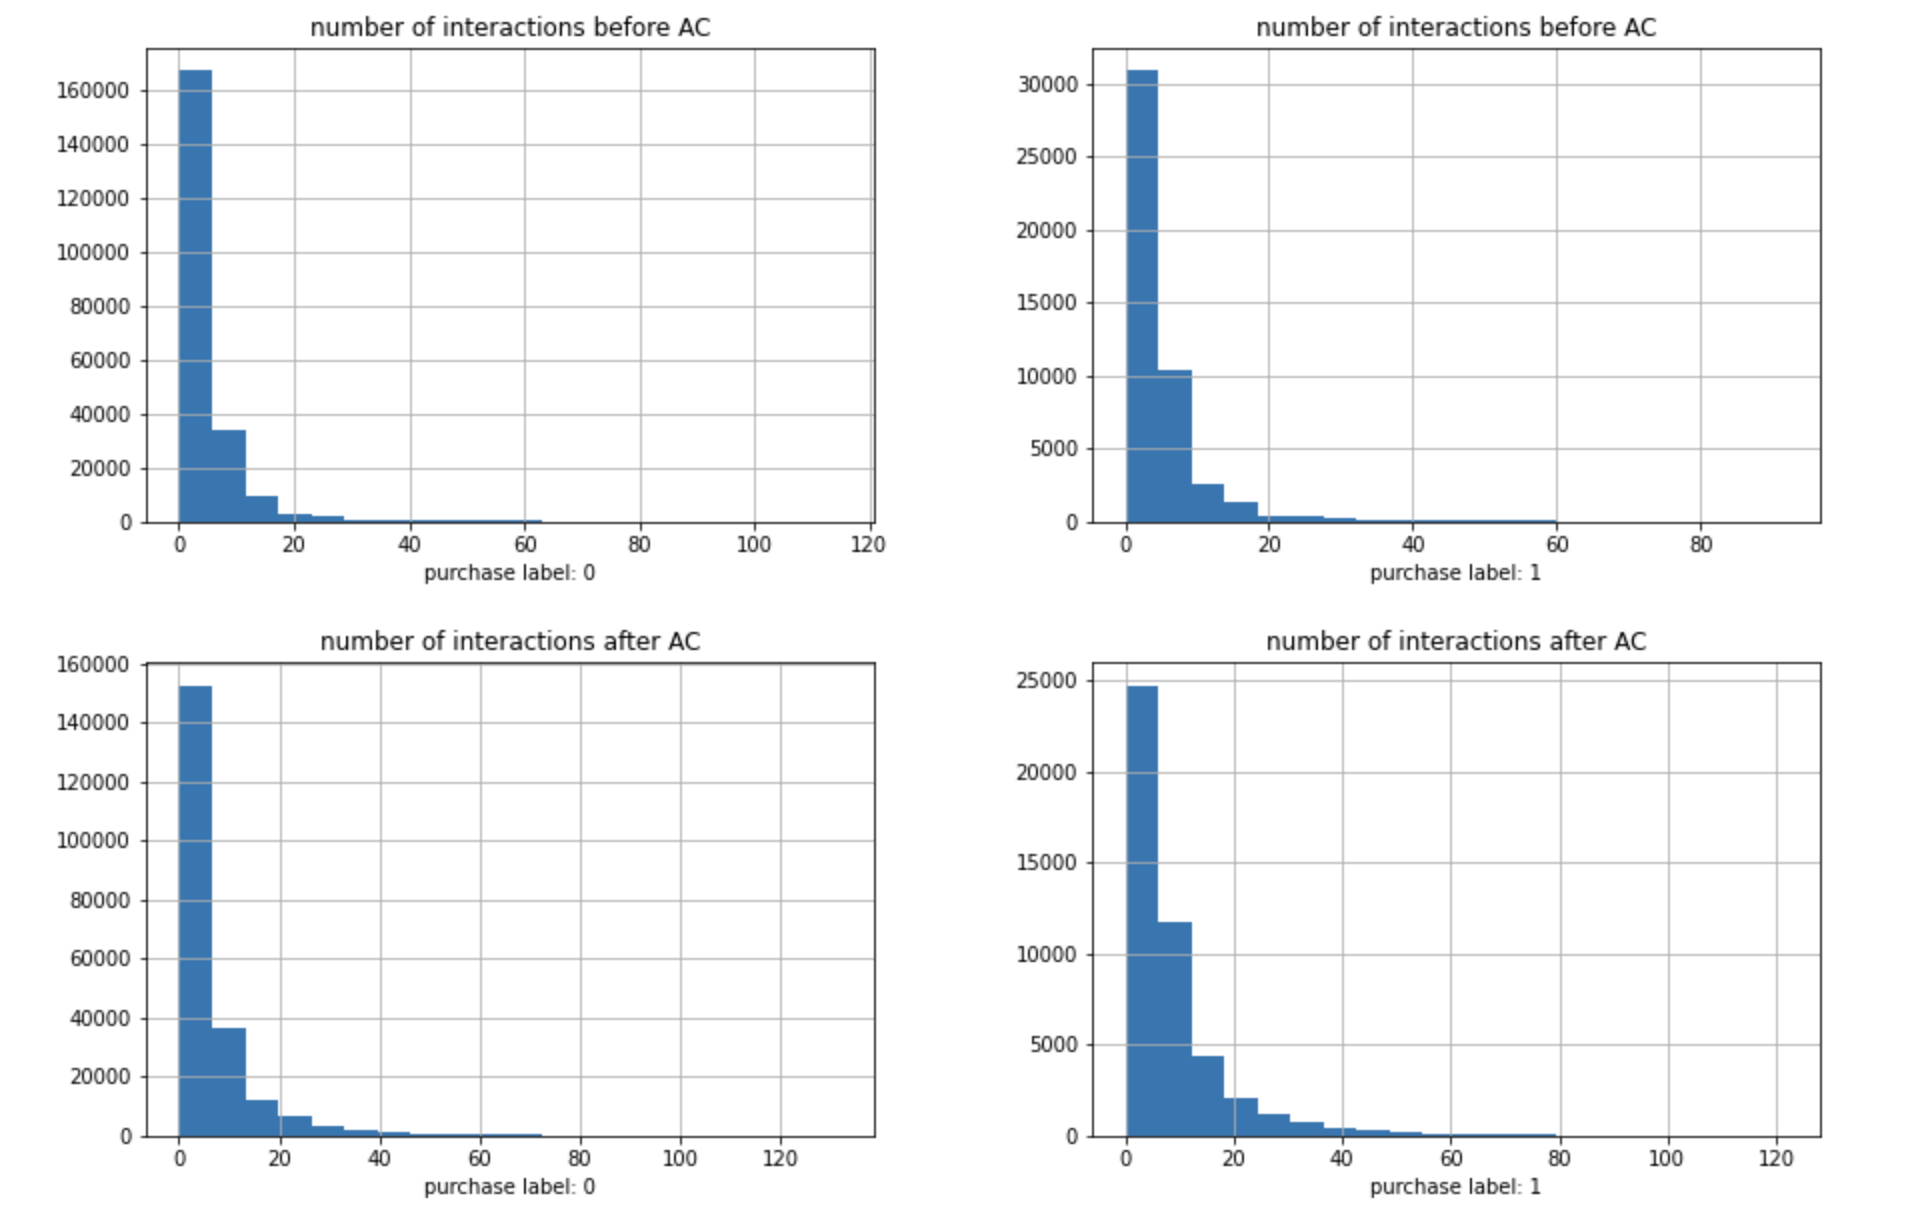 number of interactions before AC
160000
140000
120000
100000
80000
60000
40000
20000
0
0 20 40 60 80 100 120
purchase label: 0
number of interactions before AC
30000
25000
20000
15000
10000
5000
0
0 20 40 60 80
purchase label: 1
number of interactions after AC
160000
140000
120000
100000
80000
60000
40000
20000
0
0 20 40 60 80 100 120
purchase label: 0
number of interactions after AC
25000
20000
15000
10000
5000
0
0 20 40 60 80 100 120
purchase label: 1